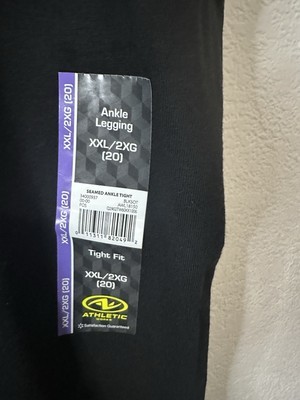 XXL/2XG (20)
XXL/2XG (20)
XXL/2XG (20)
Ankle
Legging
XXL/2XG
(20)
SEAMED ANKLE TIGHT
BLKSOT
Tight Fit
XXL/2XG
(20)
ATHLETIC
WORKS
Satisfaction Guaranteed